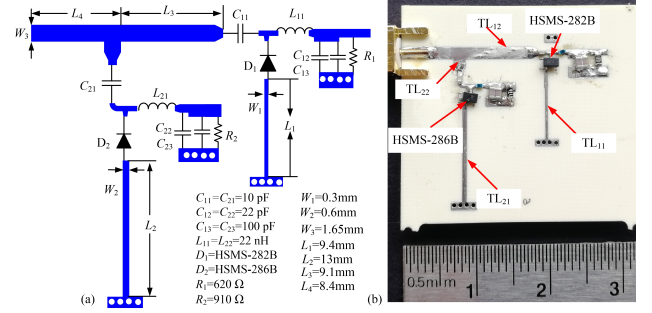 L4
L3
C11
L11
W3
D1
C12
C13
R1
C21
L21
W1
L1
D2
C22
C23
R2
W2
L2
C11=C21=10 pF
C12=C22=22 pF
C13=C23=100 pF
L11=L22=22 nH
D1=HSMS-282B
D2=HSMS-286B
R1=620 Ω
R2=910 Ω
W1=0.3mm
W2=0.6mm
W3=1.65mm
L1=9.4mm
L2=13mm
L3=9.1mm
L4=8.4mm
(a)
TL12
HSMS-282B
TL22
HSMS-286B
TL11
TL21
0.5mm
1
2
3
(b)